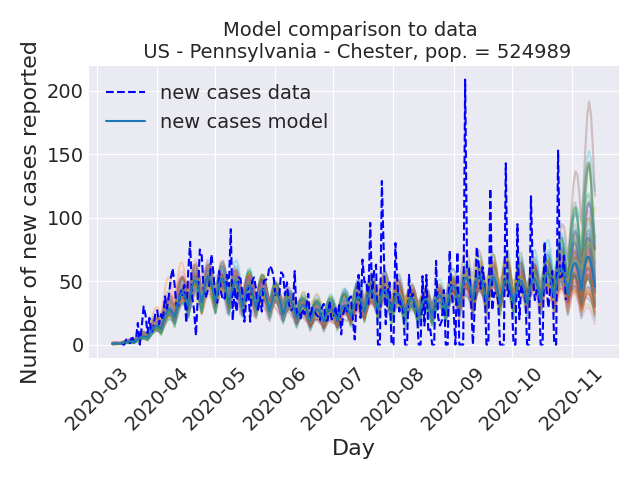 Model comparison to data
US - Pennsylvania - Chester, pop. = 524989
Number of new cases reported
200
150
100
50
0
new cases data
new cases model
2020-03
2020-04
2020-05
2020-06
2020-07
2020-08
2020-09
2020-10
2020-11
Day